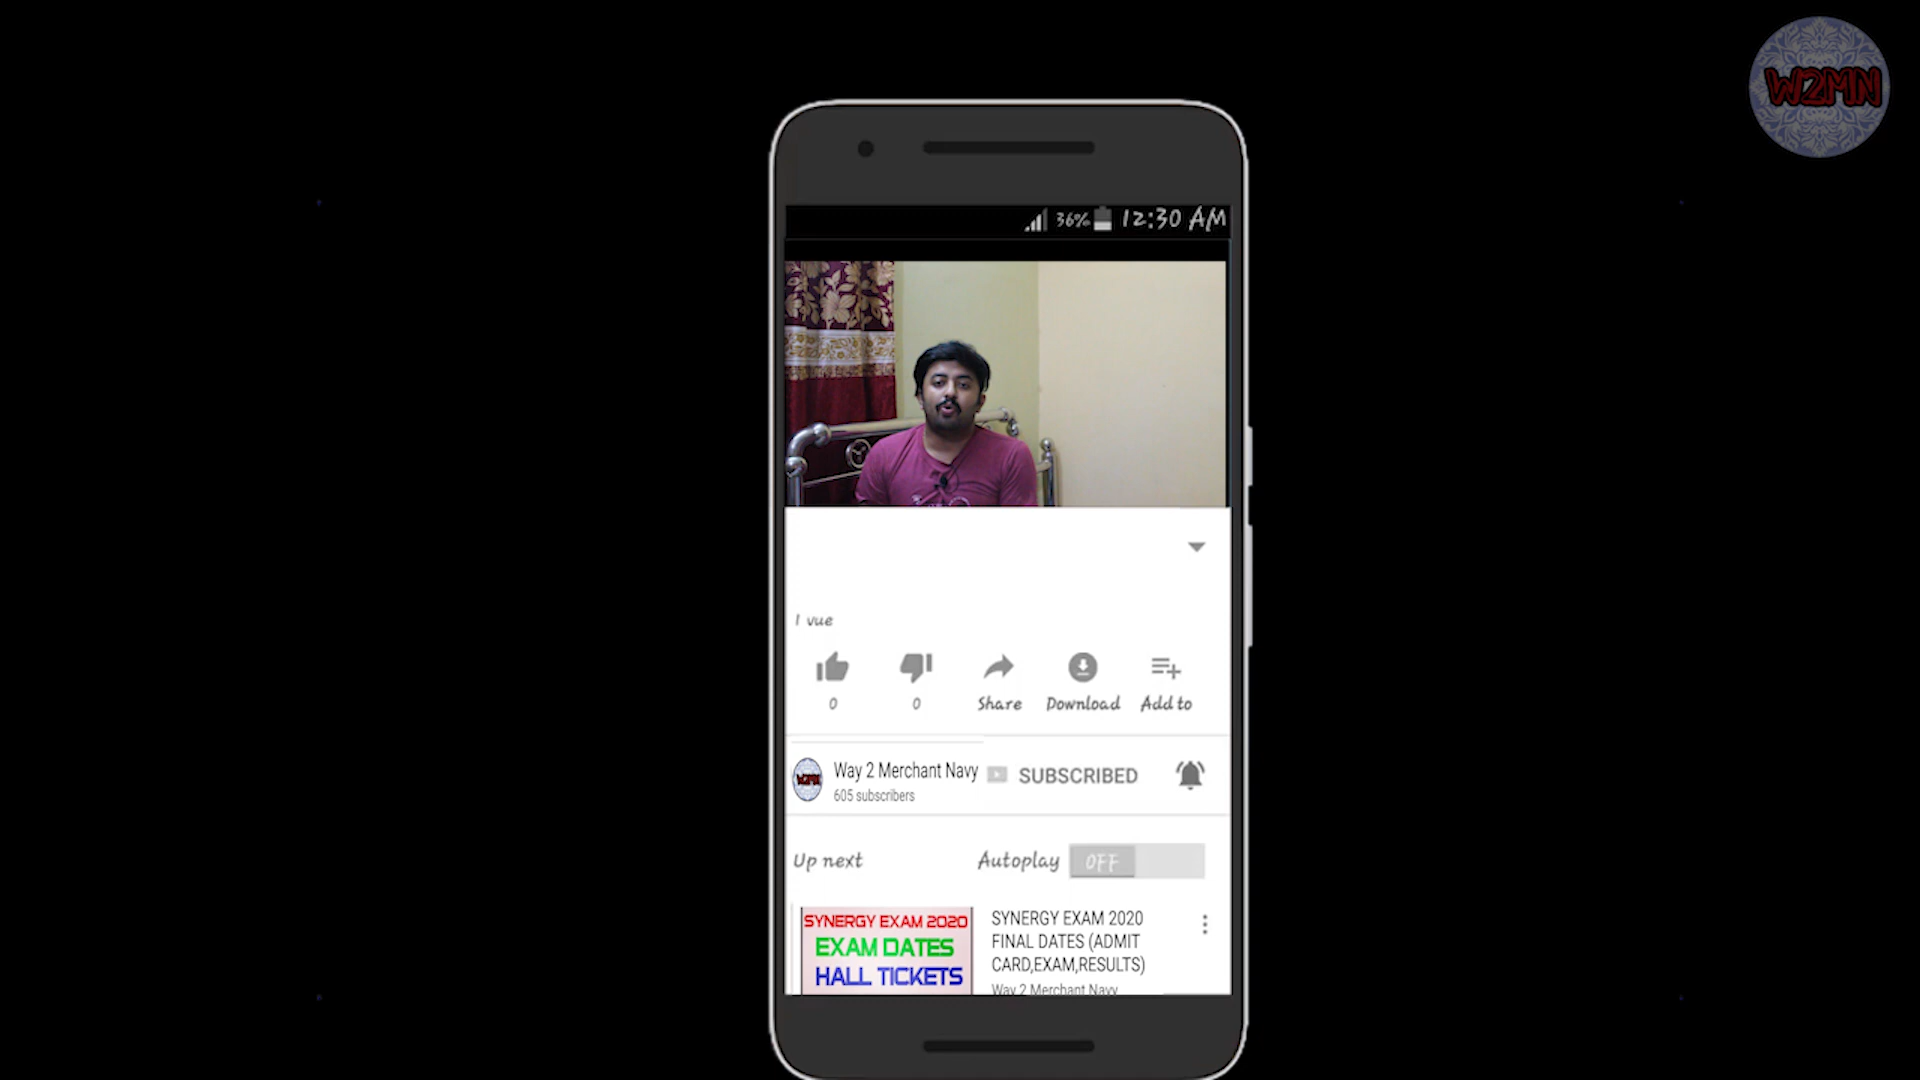 W2MN
36% 12:30 AM
1 vue
0 0 Share Download Add to
W2MN
Way 2 Merchant Navy SUBSCRIBED
605 subscribers
Up next Autoplay OFF
SYNERGY EXAM 2020
EXAM DATES
HALL TICKETS
SYNERGY EXAM 2020
FINAL DATES (ADMIT
CARD,EXAM,RESULTS)
Way 2 Merchant Navy